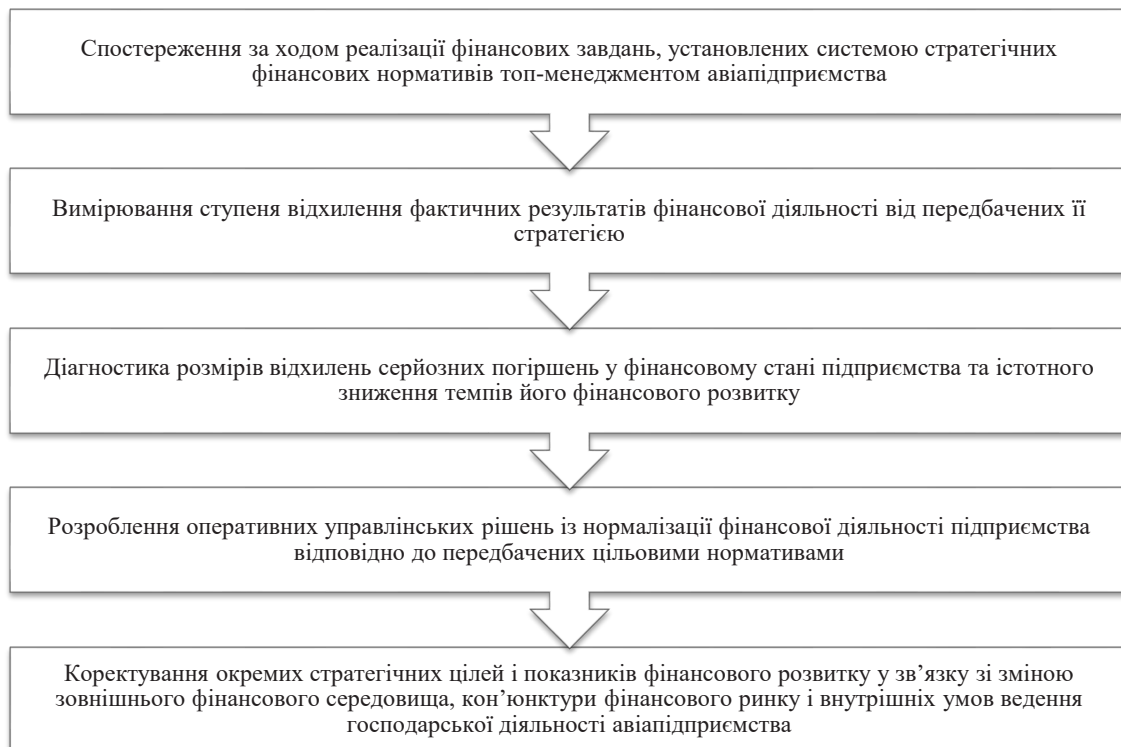 Спостереження за ходом реалізації фінансових завдань, установлених системою стратегічних
фінансових нормативів топ-менеджментом авіапідприємства
Вимірювання ступеня відхилення фактичних результатів фінансової діяльності від передбачених її
стратегією
Діагностика розмірів відхилень серйозних погіршень у фінансовому стані підприємства та істотного
зниження темпів його фінансового розвитку
Розроблення оперативних управлінських рішень із нормалізації фінансової діяльності підприємства
відповідно до передбачених цільовими нормативами
Коректування окремих стратегічних цілей і показників фінансового розвитку у зв’язку зі зміною
зовнішнього фінансового середовища, кон’юнктури фінансового ринку і внутрішніх умов ведення
господарської діяльності авіапідприємства